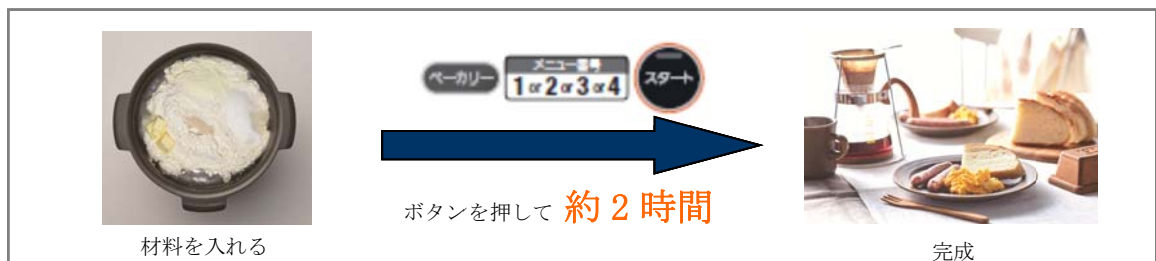 ベーカリー
メニュー番号
1 or 2 or 3 or 4
スタート
ボタンを押して 約2時間
材料を入れる
完成